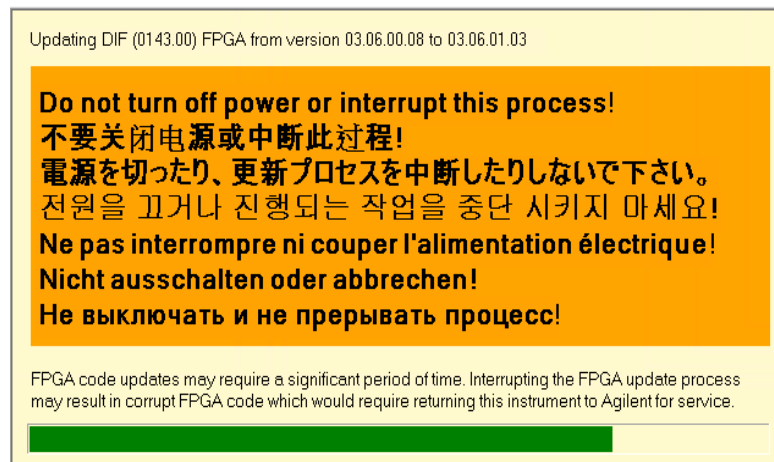 Updating DIF (0143.00) FPGA from version 03.06.00.08 to 03.06.01.03
Do not turn off power or interrupt this process!
不要关闭电源或中断此过程!
電源を切ったり、更新プロセスを中断したりしないで下さい。
전원을 끄거나 진행되는 작업을 중단 시키지 마세요!
Ne pas interrompre ni couper l'alimentation électrique!
Nicht ausschalten oder abbrechen!
Не выключать и не прерывать процесс!
FPGA code updates may require a significant period of time. Interrupting the FPGA update process
may result in corrupt FPGA code which would require returning this instrument to Agilent for service.